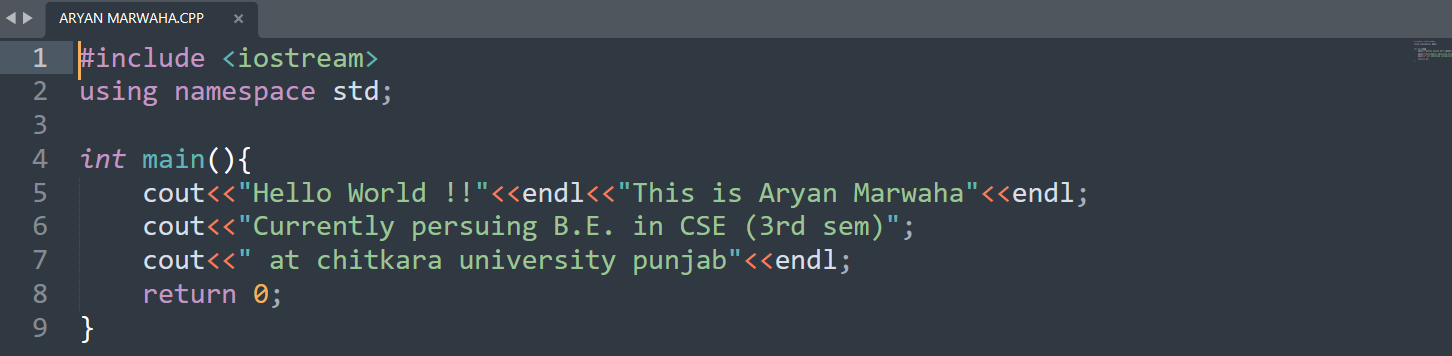 ARYAN MARWAHA.CPP ×
1 #include <iostream>
2 using namespace std;
3
4 int main(){
5     cout<<"Hello World !!"<<endl<<"This is Aryan Marwaha"<<endl;
6     cout<<"Currently persuing B.E. in CSE (3rd sem)";
7     cout<<" at chitkara university punjab"<<endl;
8     return 0;
9 }